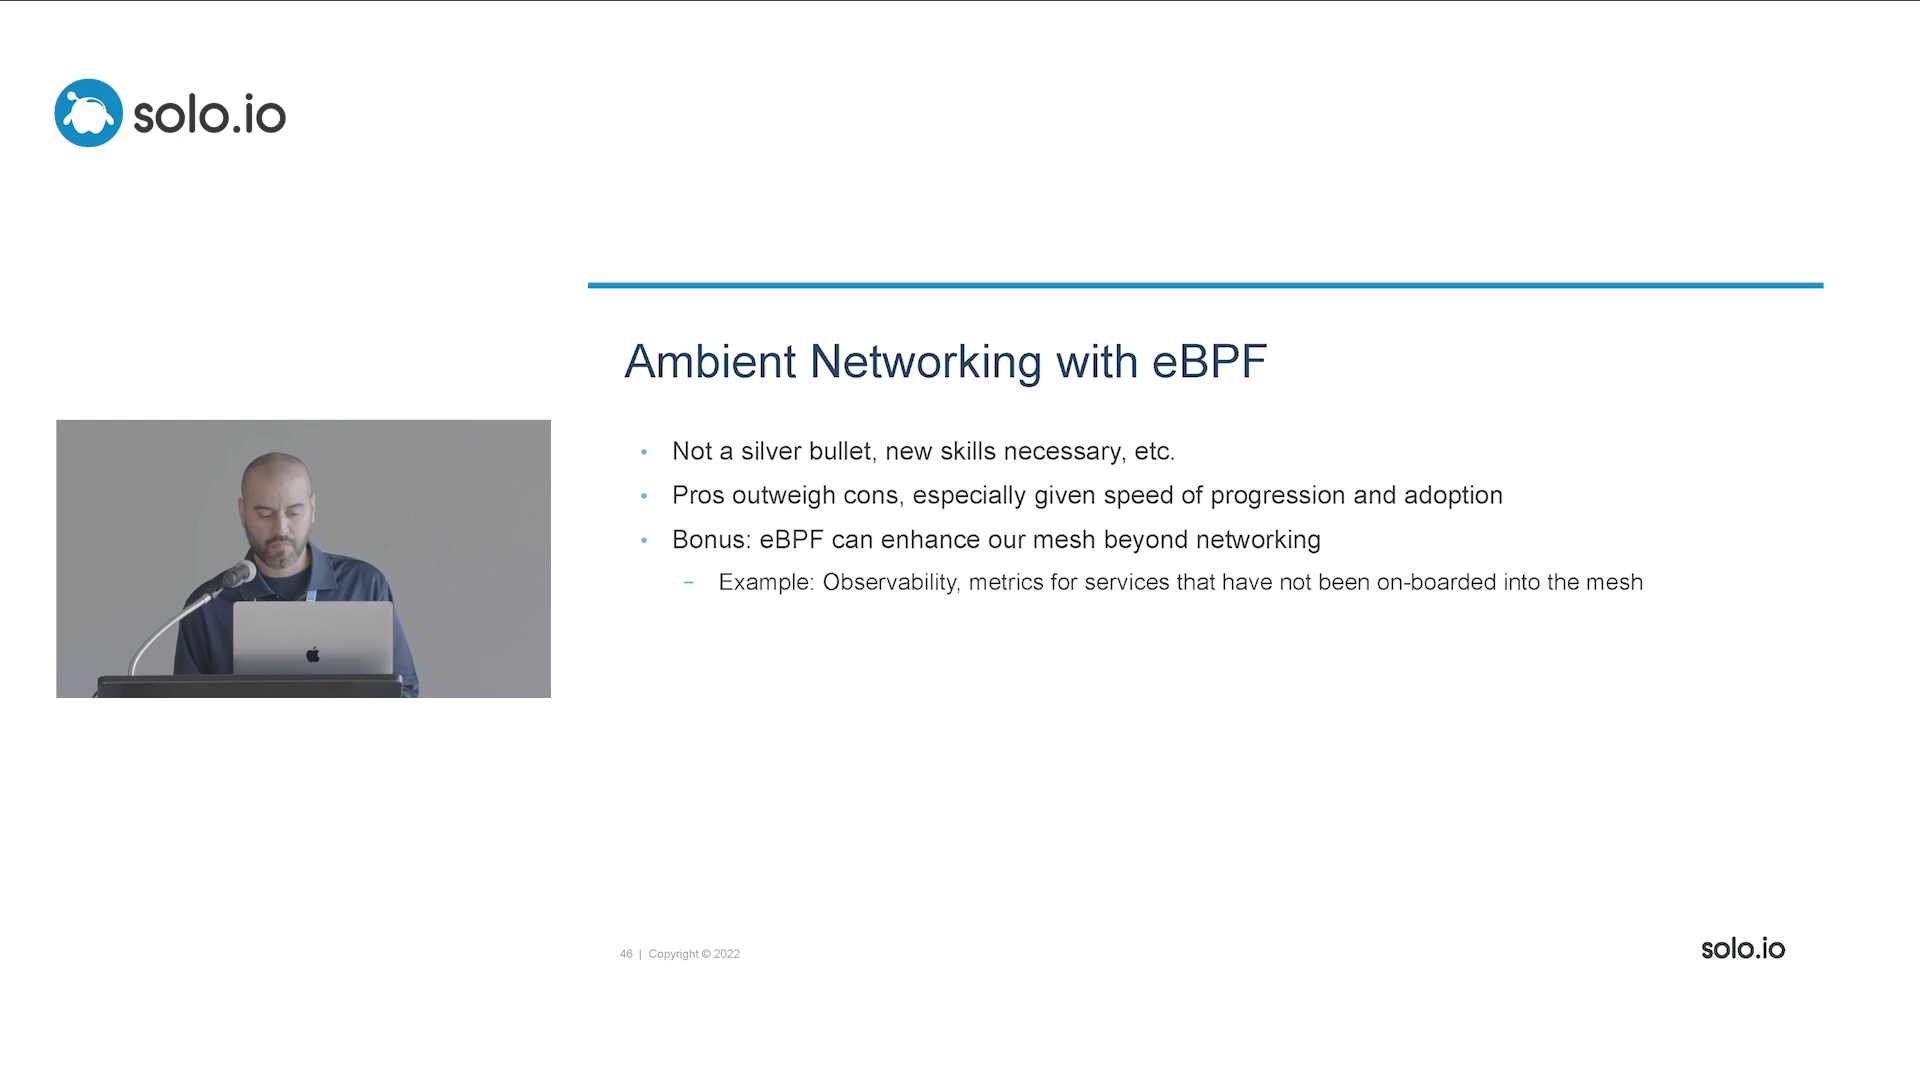 solo.io
Ambient Networking with eBPF
• Not a silver bullet, new skills necessary, etc.
• Pros outweigh cons, especially given speed of progression and adoption
• Bonus: eBPF can enhance our mesh beyond networking
– Example: Observability, metrics for services that have not been on-boarded into the mesh
46 | Copyright © 2022
solo.io